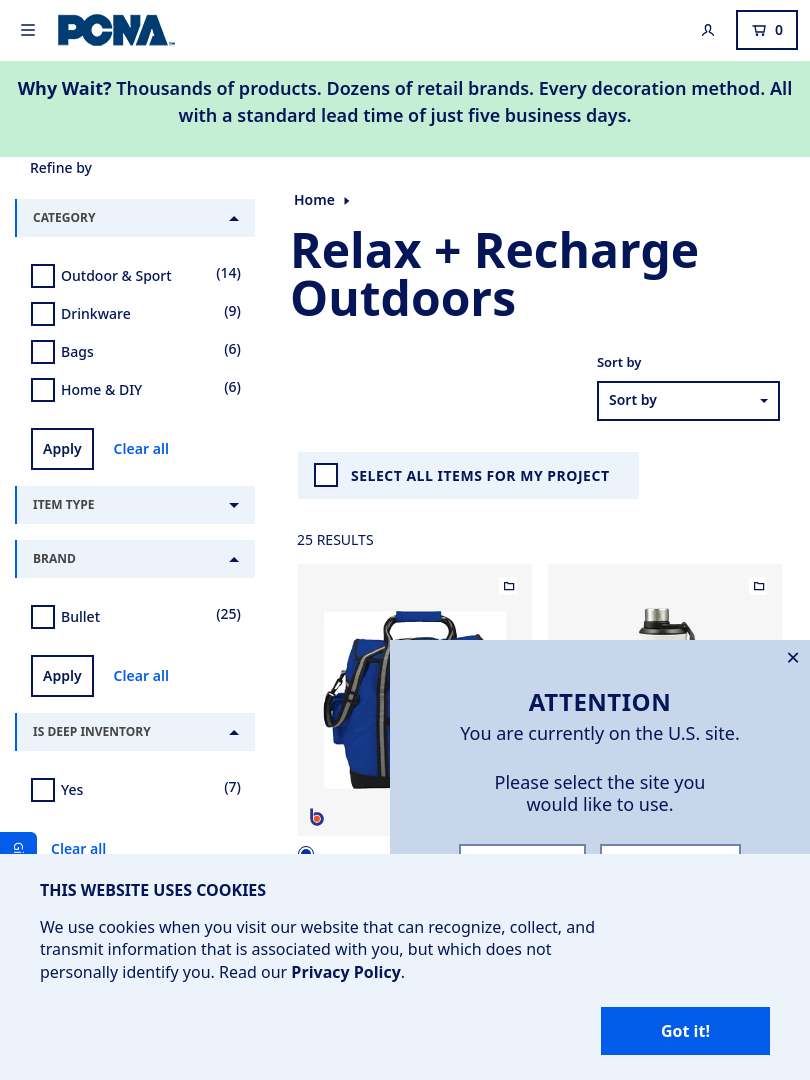 PCNA
0
Why Wait? Thousands of products. Dozens of retail brands. Every decoration method. All
with a standard lead time of just five business days.
Refine by
CATEGORY
Outdoor & Sport (14)
Drinkware (9)
Bags (6)
Home & DIY (6)
Apply Clear all
ITEM TYPE
BRAND
Bullet (25)
Apply Clear all
IS DEEP INVENTORY
Yes (7)
Clear all
Home
Relax + Recharge
Outdoors
Sort by
Sort by
SELECT ALL ITEMS FOR MY PROJECT
25 RESULTS
ATTENTION
You are currently on the U.S. site.
Please select the site you
would like to use.
THIS WEBSITE USES COOKIES
We use cookies when you visit our website that can recognize, collect, and
transmit information that is associated with you, but which does not
personally identify you. Read our Privacy Policy.
Got it!